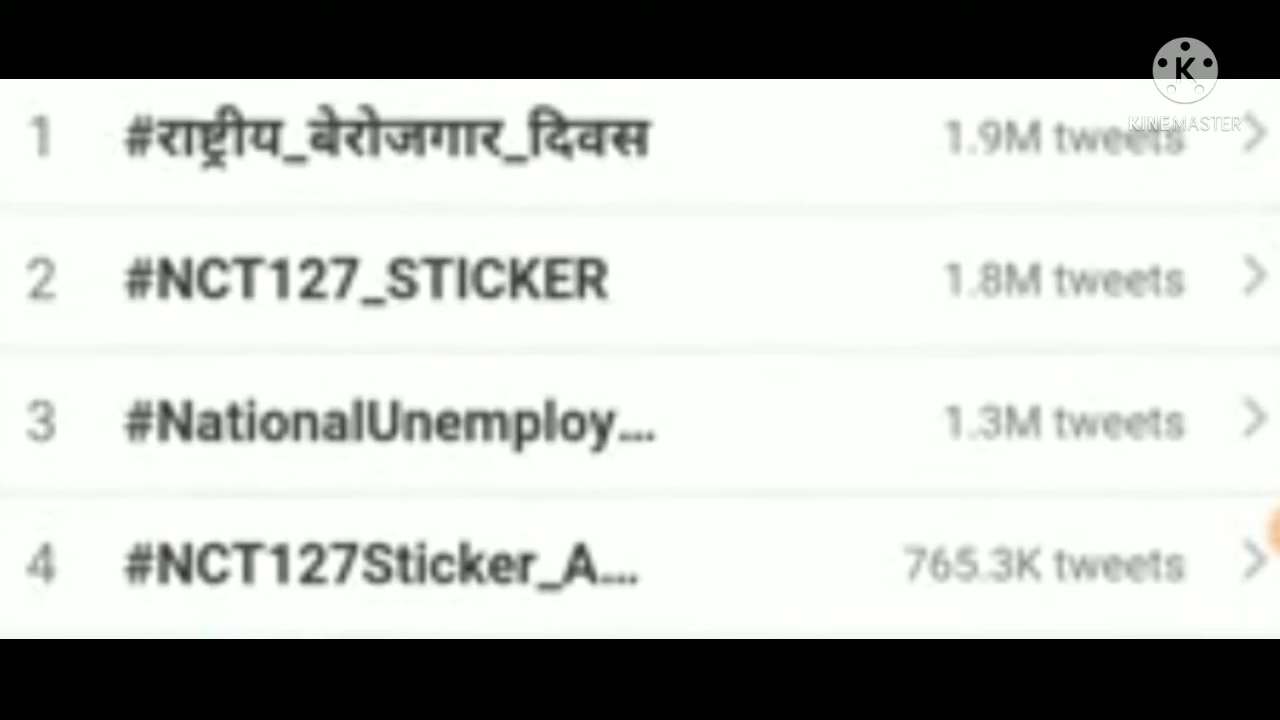 K
KINEMASTER
1 #राष्ट्रीय_बेरोजगार_दिवस 1.9M tweets
2 #NCT127_STICKER 1.8M tweets
3 #NationalUnemploy... 1.3M tweets
4 #NCT127Sticker_A... 765.3K tweets